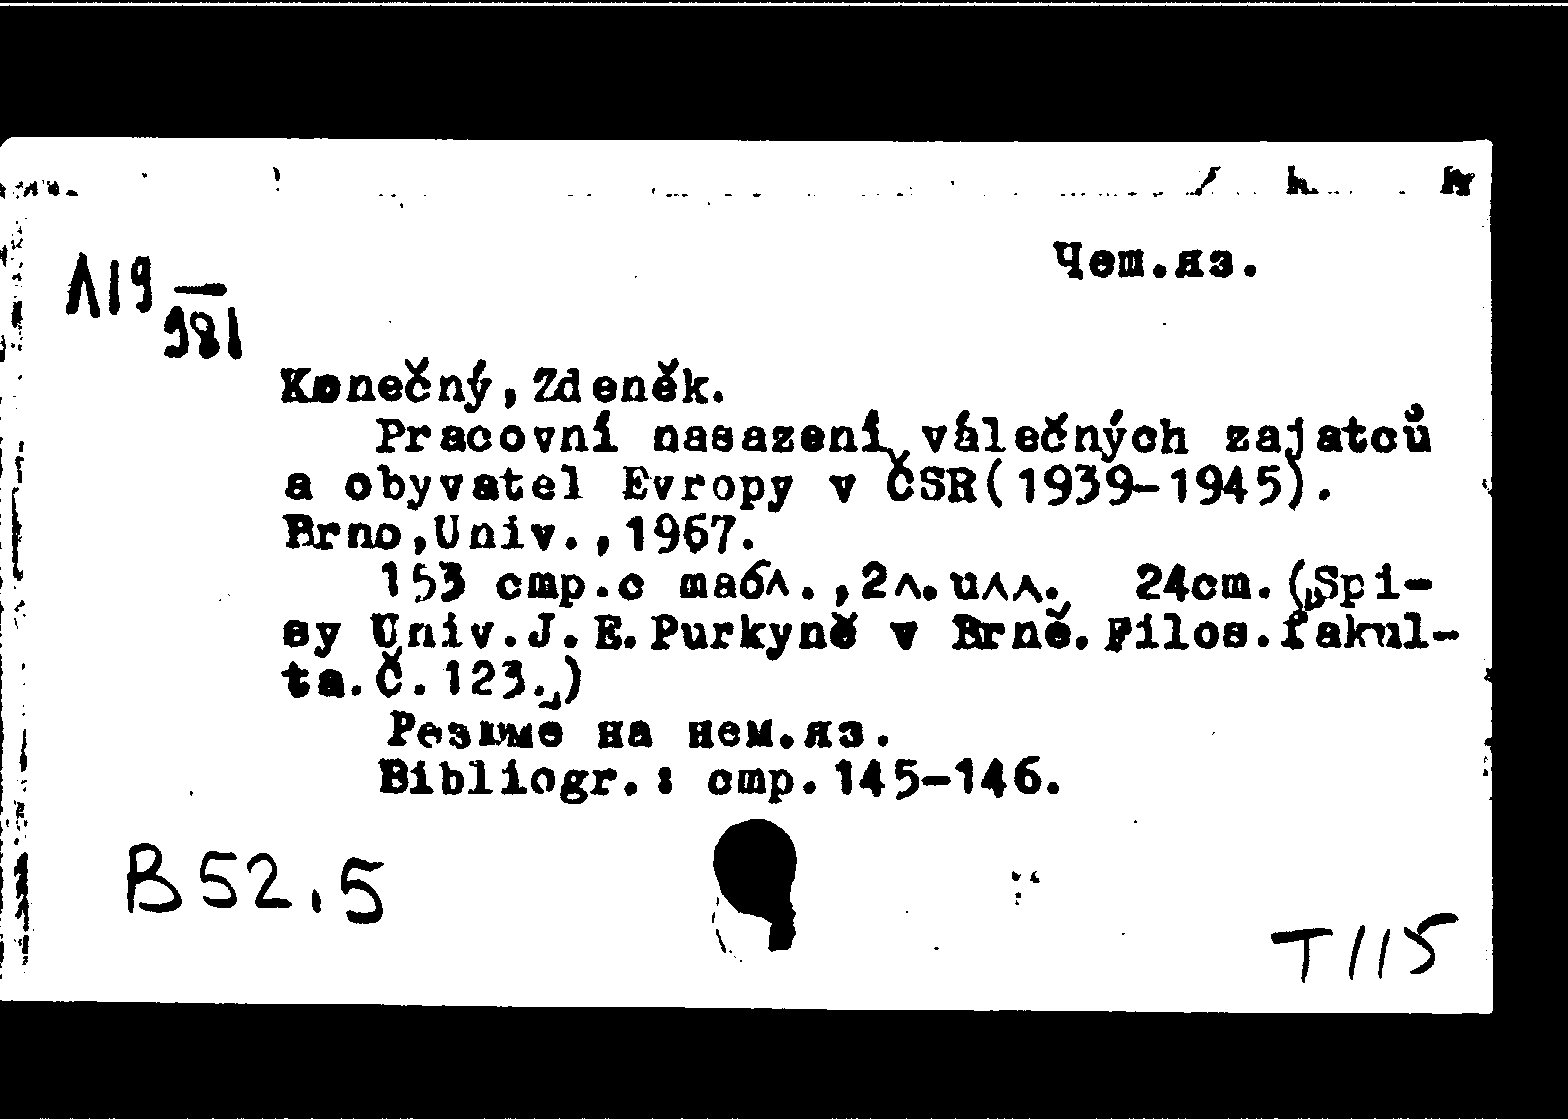 Чеш.яз.
Л19 —
981
Konečný,Zdeněk.
Pracovní nasazení válečných zajatců
a obyvatel Evropy v ČSR(1939-1945).
Brno,Univ.,1967.
153 стр.с табл.,2л.илл. 24cm.("Spi-
sy Univ.J.E.Purkyně v Brně.Filos.fakul-
ta.Č.123.")
Резюме на нем.яз.
Bibliogr.: стр.145-146.
B52.5
T115